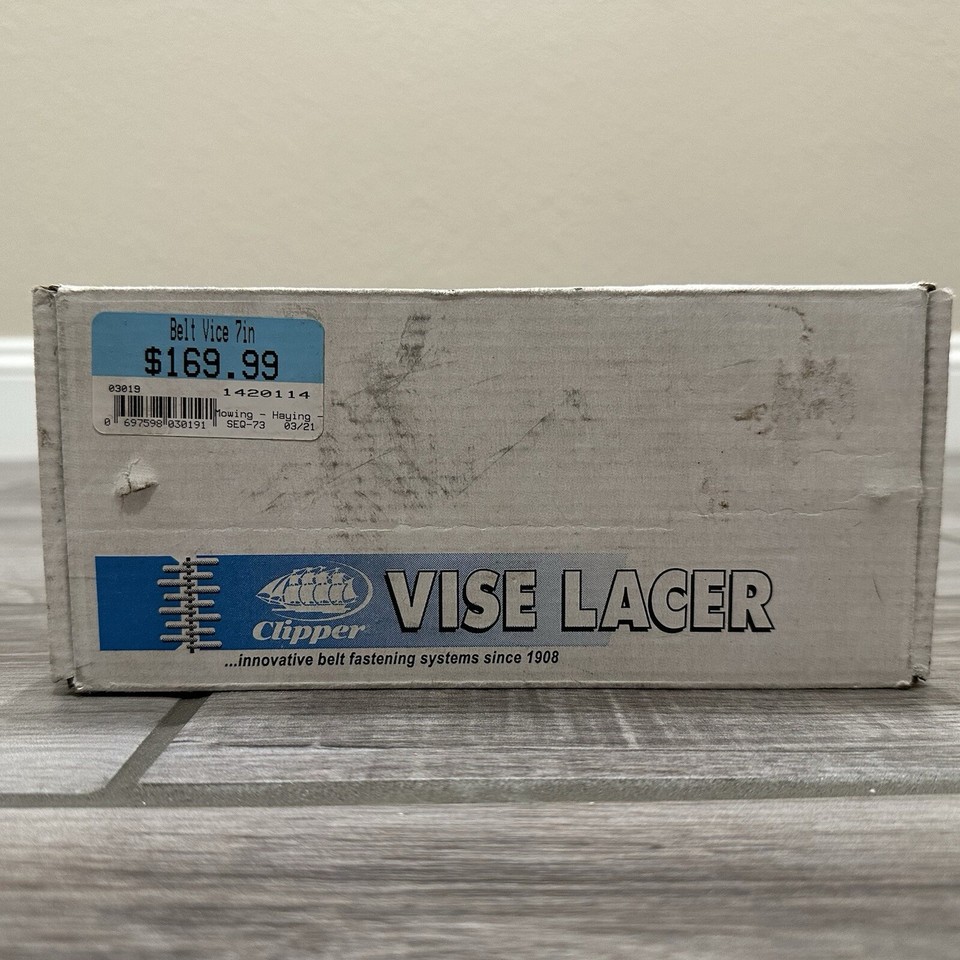 Belt Vice 7in
$169.99
03019
1420114
Mowing - Haying -
0 697598 030191 SEQ-73 03/21
Clipper
VISE LACER
...innovative belt fastening systems since 1908